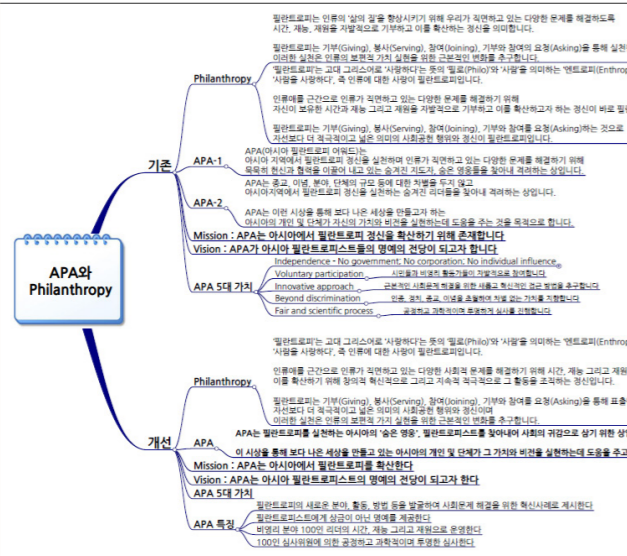 필란트로피는 인류의 '삶의 질'을 향상시키기 위해 우리가 직면하고 있는 다양한 문제를 해결하도록
시간, 재능, 재원을 자발적으로 기부하고 이를 확산하는 정신을 의미합니다.
필란트로피는 기부(Giving), 봉사(Serving), 참여(Joining), 기부와 참여의 요청(Asking)을 통해 실천
이러한 실천은 인류의 보편적 가치 실현을 위한 근본적인 변화를 추구합니다.
Philanthropy
'필란트로피'는 고대 그리스어로 '사랑하다'는 뜻의 '필로(Philo)'와 '사람'을 의미하는 '엔트로피(Enthrop
'사람을 사랑하다', 즉 인류에 대한 사랑이 필란트로피입니다.
인류애를 근간으로 인류가 직면하고 있는 다양한 문제를 해결하기 위해
자신이 보유한 시간과 재능 그리고 재원을 자발적으로 기부하고 이를 확산하고자 하는 정신이 바로 필
필란트로피는 기부(Giving), 봉사(Serving), 참여(Joining), 기부와 참여를 요청(Asking)하는 것으로
자선보다 더 적극적이고 넓은 의미의 사회공헌 행위와 정신이 필란트로피입니다.
기존
APA-1
APA(아시아 필란트로피 어워드)는
아시아 지역에서 필란트로피 정신을 실천하며 인류가 직면하고 있는 다양한 문제를 해결하기 위해
묵묵히 헌신과 협력을 이끌어 내고 있는 숨겨진 지도자, 숨은 영웅들을 찾아내 격려하는 상입니다.
APA-2
APA는 종교, 이념, 분야, 단체의 규모 등에 대한 차별을 두지 않고
아시아지역에서 필란트로피 정신을 실천하는 숨겨진 리더들을 찾아내 격려하는 상입니다.
APA는 이런 시상을 통해 보다 나은 세상을 만들고자 하는
아시아의 개인 및 단체가 자신의 가치와 비전을 실현하는데 도움을 주는 것을 목적으로 합니다.
Mission : APA는 아시아에서 필란트로피 정신을 확산하기 위해 존재합니다
Vision : APA가 아시아 필란트로피스트들의 명예의 전당이 되고자 합니다
APA 5대 가치
Independence - No government; No corporation; No individual influence
Voluntary participation 시민들과 비영리 활동가들이 자발적으로 참여합니다
Innovative approach 근본적인 사회문제 해결을 위한 새롭고 혁신적인 접근 방법을 추구합니다
Beyond discrimination 인종, 정치, 종교, 이념을 초월하여 차별 없는 가치를 지향합니다
Fair and scientific process 공정하고 과학적이며 투명하게 심사를 진행합니다
APA와
Philanthropy
개선
Philanthropy
'필란트로피'는 고대 그리스어로 '사랑하다'는 뜻의 '필로(Philo)'와 '사람'을 의미하는 '엔트로피(Enthrop
'사람을 사랑하다', 즉 인류에 대한 사랑이 필란트로피입니다.
인류애를 근간으로 인류가 직면하고 있는 다양한 사회적 문제를 해결하기 위해 시간, 재능 그리고 재원
이를 확산하기 위해 창의적 혁신적으로 그리고 지속적 적극적으로 그 활동을 조직하는 정신입니다.
필란트로피는 기부(Giving), 봉사(Serving), 참여(Joining), 기부와 참여의 요청(Asking)을 통해 표출
자선보다 더 적극적이고 넓은 의미의 사회공헌 행위와 정신이며
이러한 실천은 인류의 보편적 가치 실현을 위한 근본적인 변화를 추구합니다.
APA
APA는 필란트로피를 실천하는 아시아의 '숨은 영웅', 필란트로피스트를 찾아내어 사회의 귀감으로 삼기 위한 상
이 시상을 통해 보다 나은 세상을 만들고 있는 아시아의 개인 및 단체가 그 가치와 비전을 실현하는데 도움을 주고
Mission : APA는 아시아에서 필란트로피를 확산한다
Vision : APA는 아시아 필란트로피스트의 명예의 전당이 되고자 한다
APA 5대 가치
APA 특징
필란트로피의 새로운 분야, 활동, 방법 등을 발굴하여 사회문제 해결을 위한 혁신사례로 제시한다
필란트로피스트에게 상금이 아닌 명예를 제공한다
비영리 분야 100인 리더의 시간, 재능 그리고 재원으로 운영한다
100인 심사위원에 의한 공정하고 과학적이며 투명한 심사한다